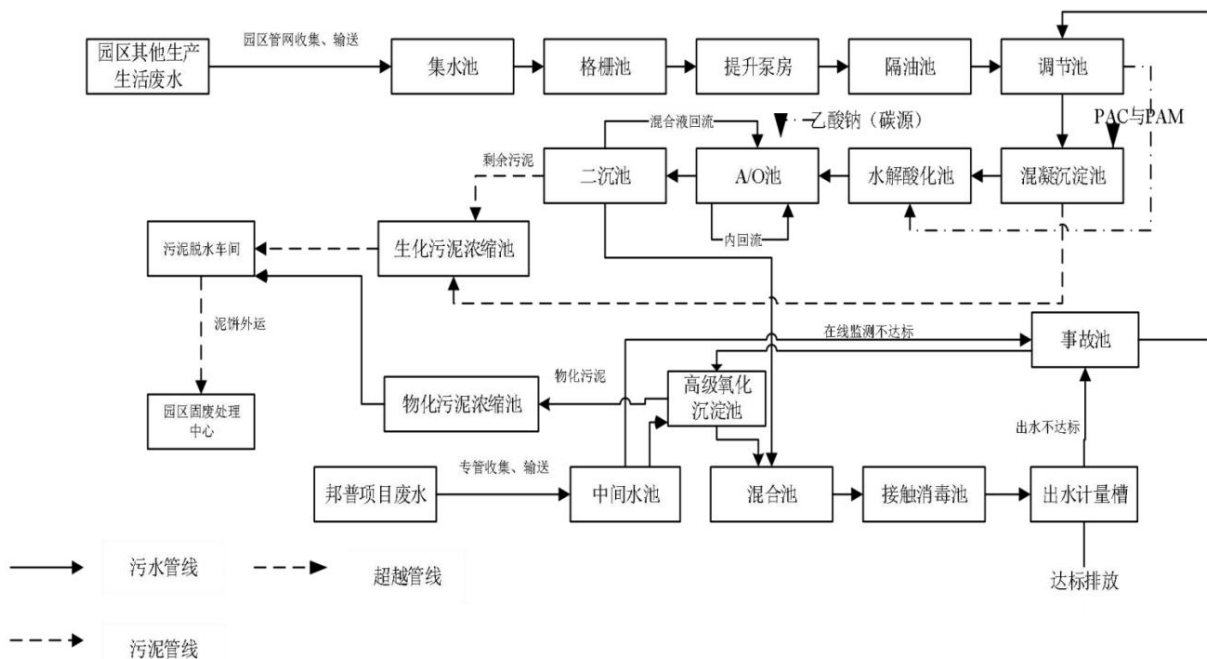 园区其他生产
生活废水
园区管网收集、输送
集水池
格栅池
提升泵房
隔油池
调节池
混合液回流
乙酸钠（碳源）
PAC与PAM
剩余污泥
二沉池
A/O池
水解酸化池
混凝沉淀池
内回流
污泥脱水车间
生化污泥浓缩池
泥饼外运
在线监测不达标
事故池
物化污泥
高级氧化
沉淀池
园区固废处理
中心
物化污泥浓缩池
出水不达标
专管收集、输送
邦普项目废水
中间水池
混合池
接触消毒池
出水计量槽
污水管线
超越管线
达标排放
污泥管线